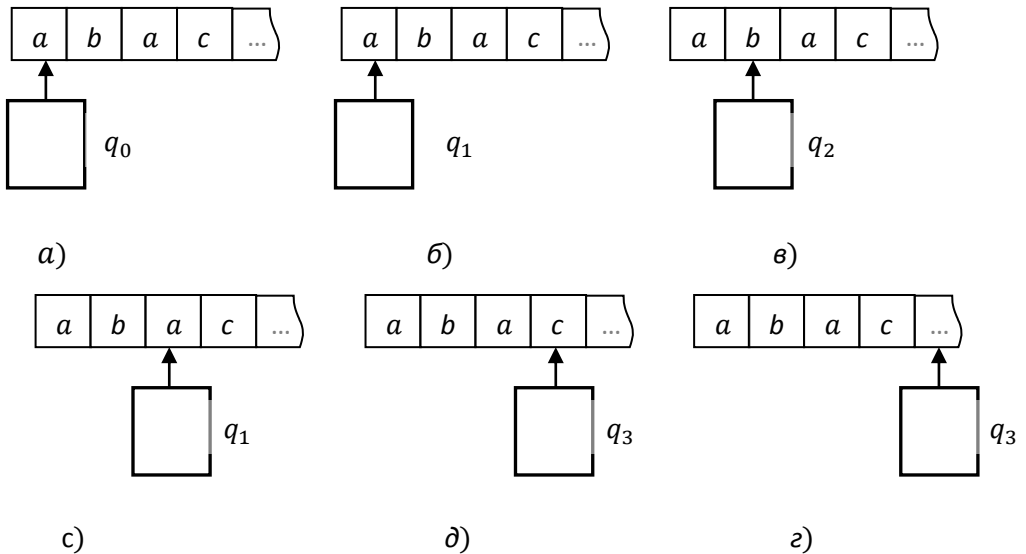 a b a c ... a b a c ... a b a c ...
q₀ q₁ q₂
а) б) в)
a b a c ... a b a c ... a b a c ...
q₁ q₃ q₃
с) д) г)